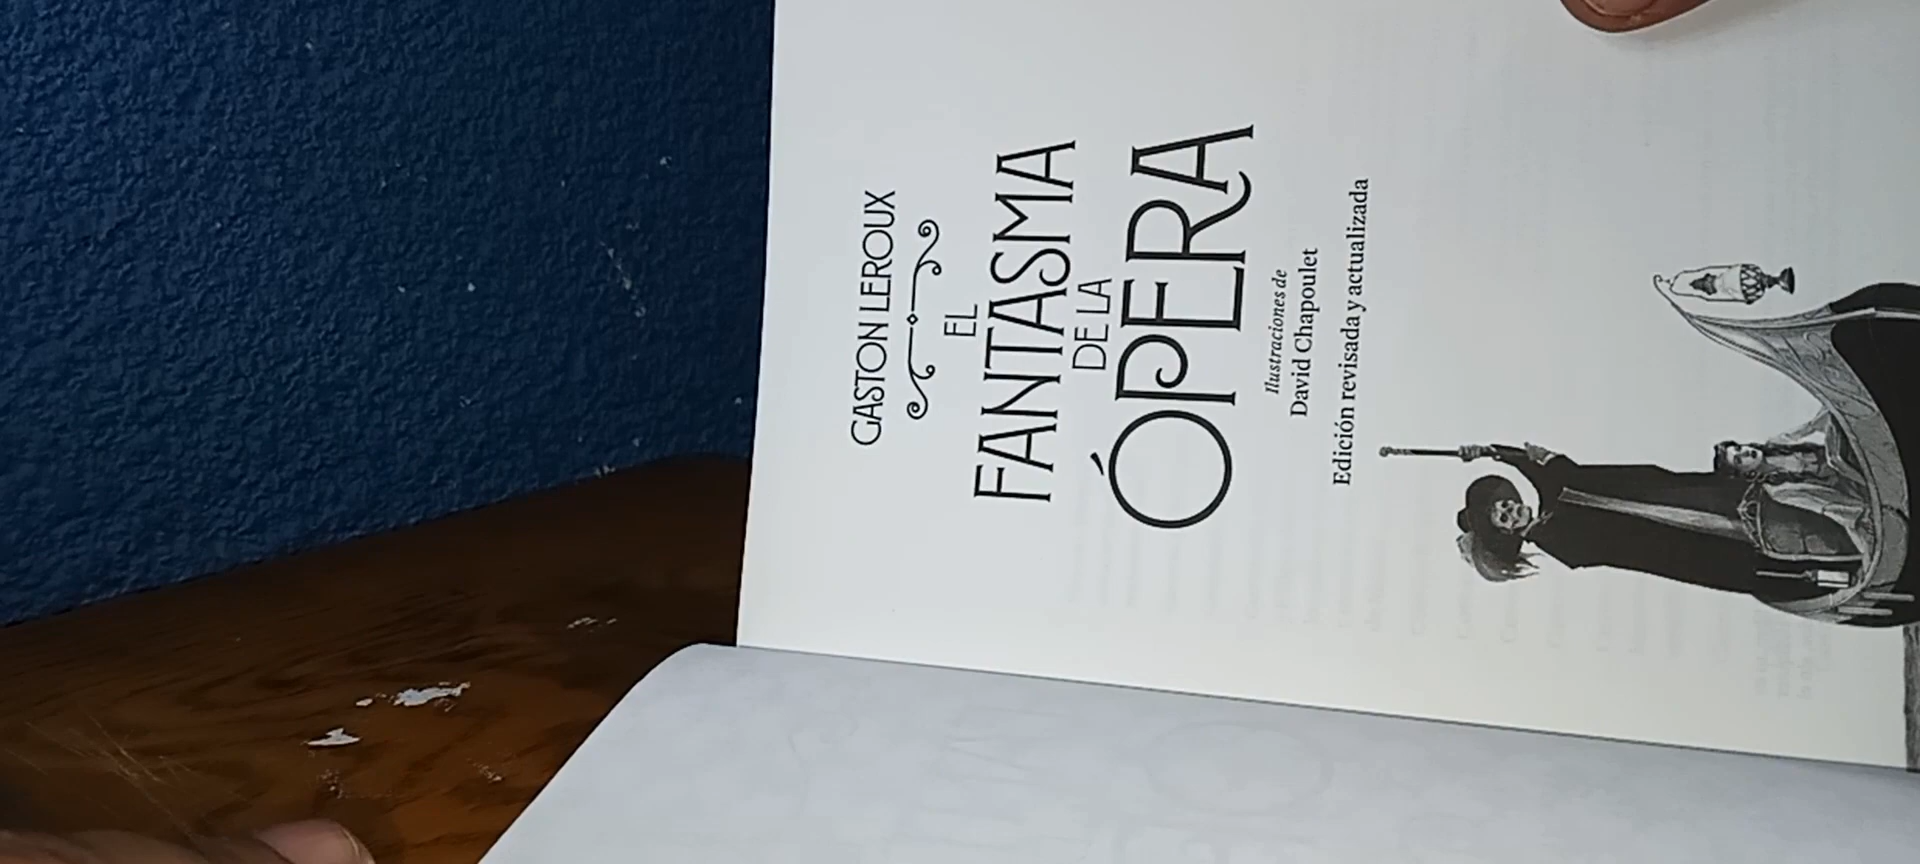 GASTON LEROUX
EL
FANTASMA
DE LA
ÓPERA
Ilustraciones de
David Chapoulet
Edición revisada y actualizada